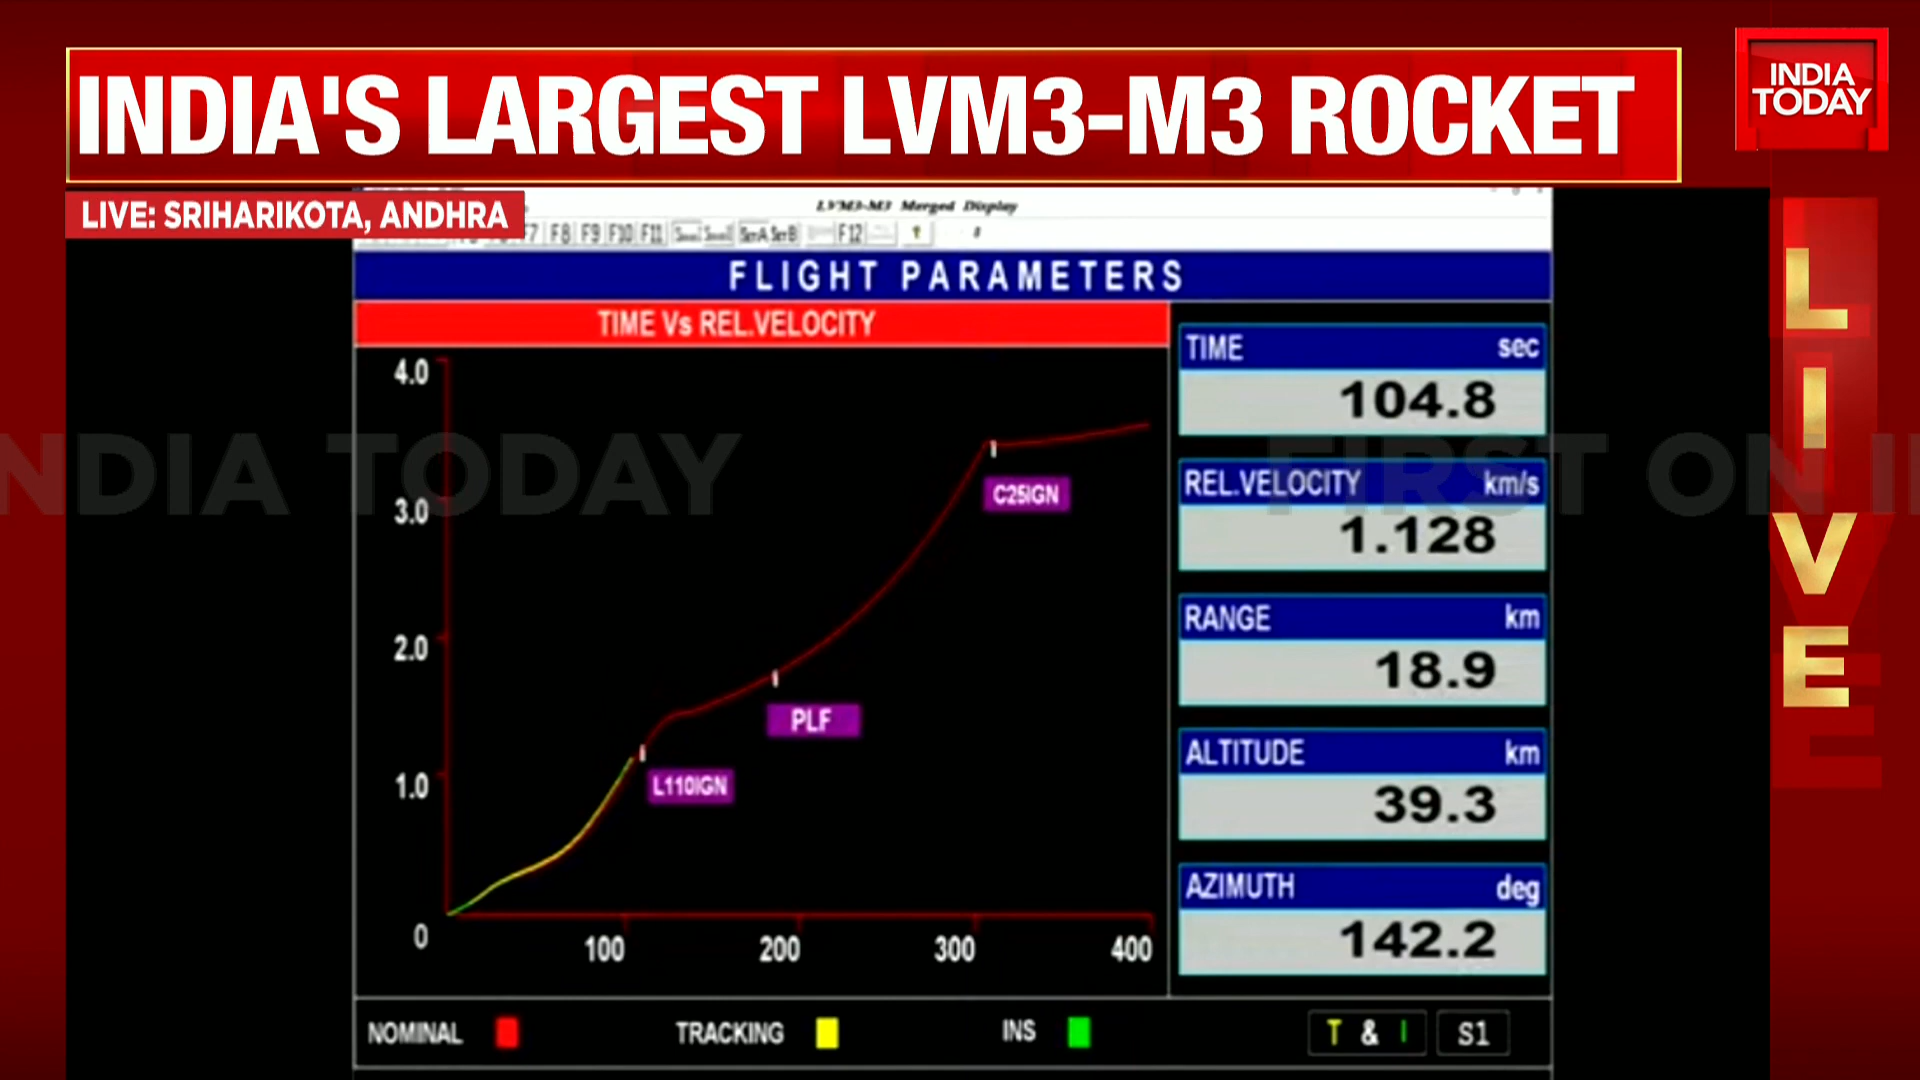 INDIA'S LARGEST LVM3-M3 ROCKET
INDIA
TODAY
LIVE: SRIHARIKOTA, ANDHRA
LVM3-M3 Merged Display
F8 F9 F10 F11 SerA SerB F12
FLIGHT PARAMETERS
TIME Vs REL.VELOCITY
4.0
3.0
2.0
1.0
0
100
200
300
400
C25IGN
PLF
L110IGN
TIME sec
104.8
REL.VELOCITY km/s
1.128
RANGE km
18.9
ALTITUDE km
39.3
AZIMUTH deg
142.2
NOMINAL
TRACKING
INS
T & I
S1
LIVE
INDIA TODAY
FIRST ON I